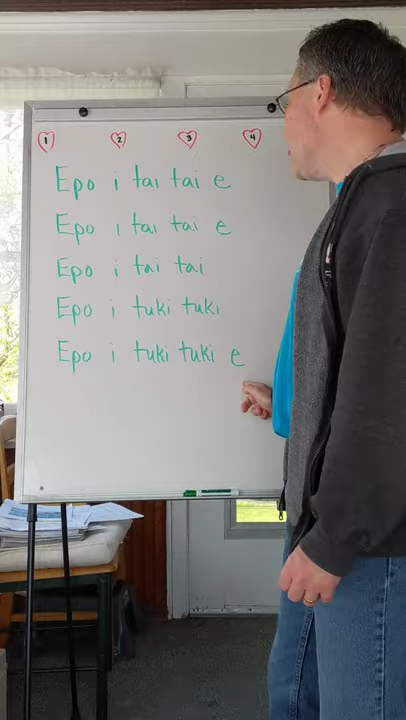 1 2 3 4
Epo i tai tai e
Epo i tai tai e
Epo i tai tai
Epo i tuki tuki
Epo i tuki tuki e